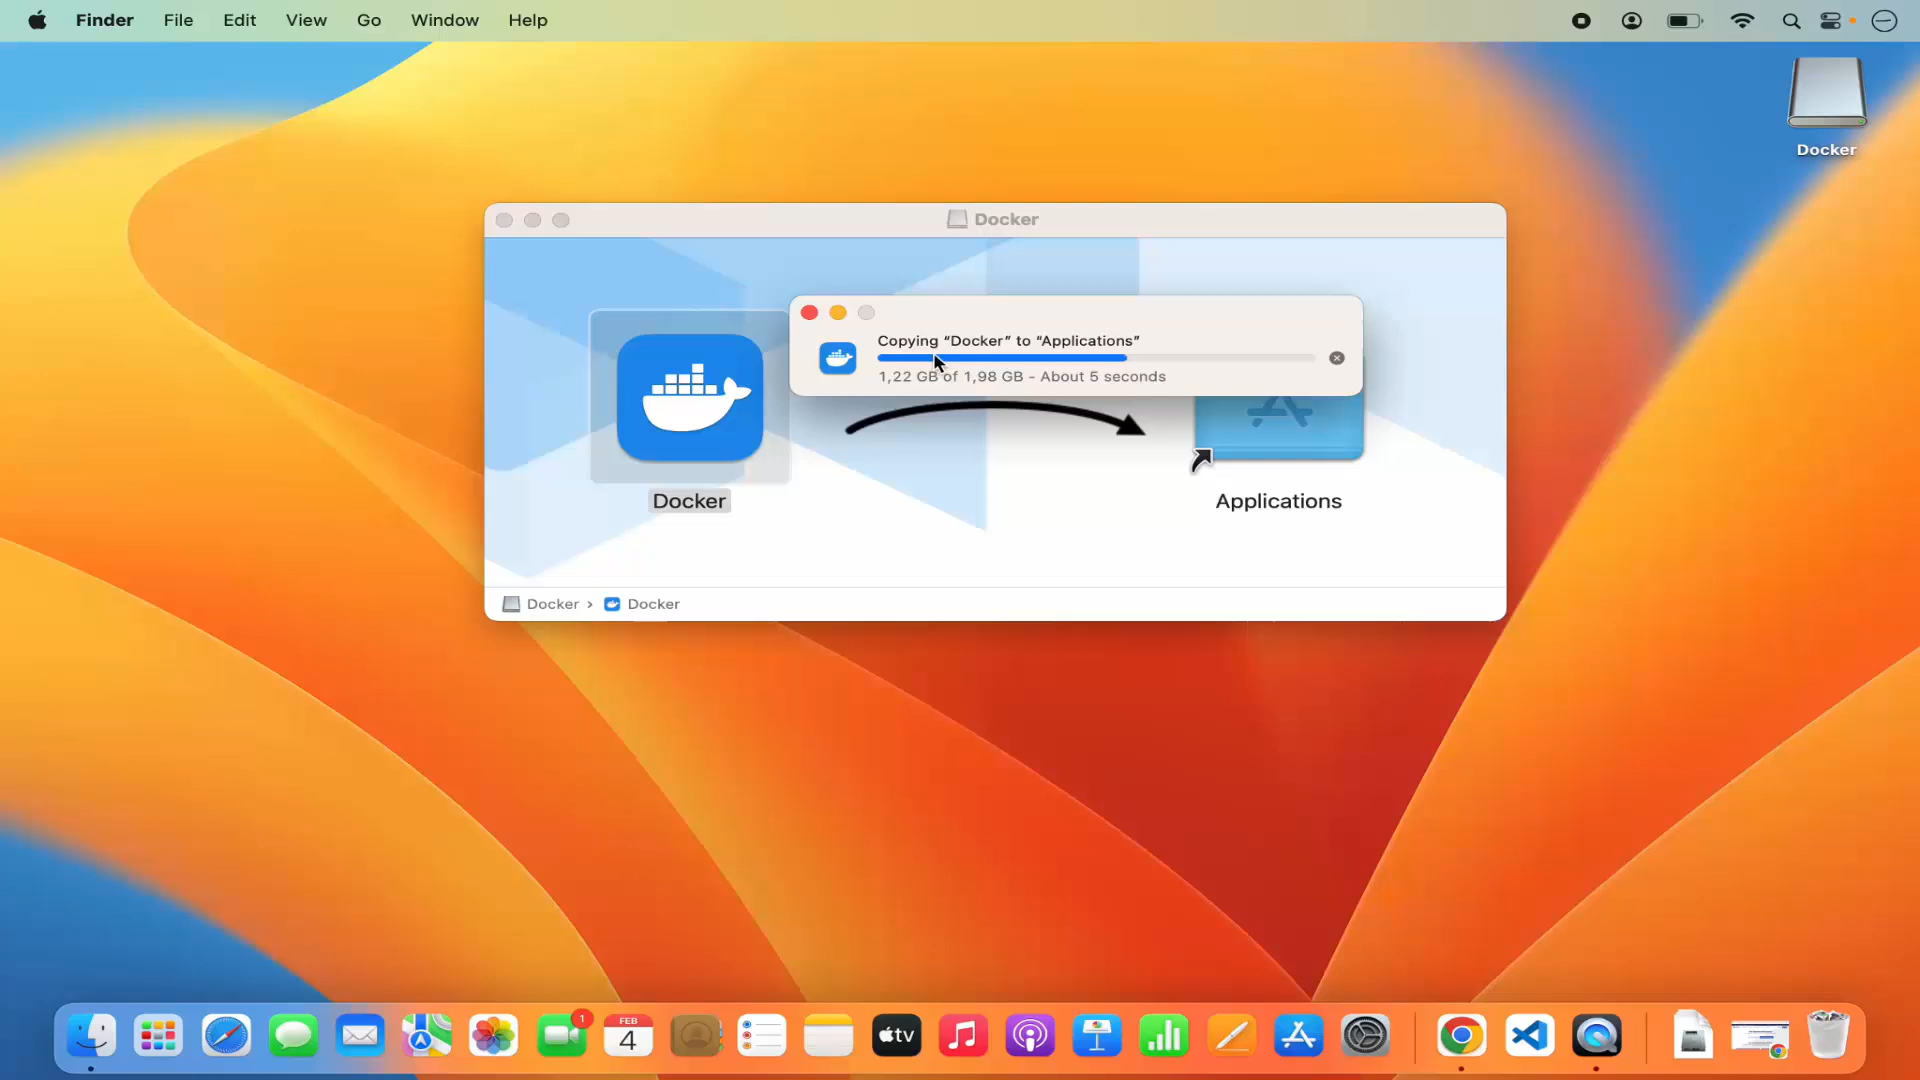 Finder File Edit View Go Window Help
Docker
Docker
Copying “Docker” to “Applications”
1,22 GB of 1,98 GB - About 5 seconds
Docker
Applications
Docker › Docker
1
FEB
4
tv